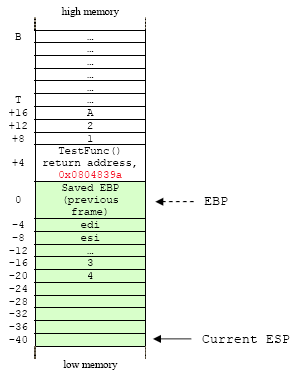 high memory
B …
…
…
…
…
T …
+16 A
+12 2
+8 1
+4 TestFunc()
return address,
0x0804839a
0 Saved EBP
(previous
frame)
EBP
-4 edi
-8 esi
-12 …
-16 3
-20 4
-24
-28
-32
-36
-40 Current ESP
low memory